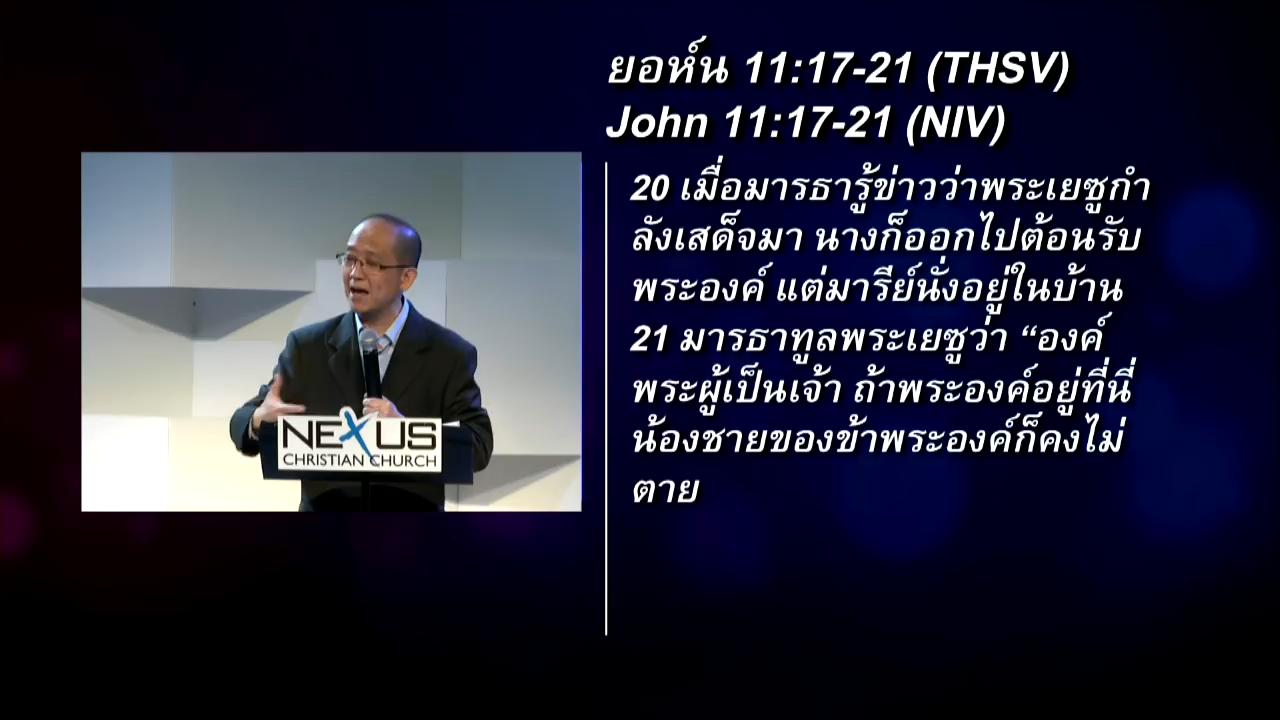 ยอห์น 11:17-21 (THSV)
John 11:17-21 (NIV)
20 เมื่อมารธารู้ข่าวว่าพระเยซูกำ
ลังเสด็จมา นางก็ออกไปต้อนรับ
พระองค์ แต่มารีย์นั่งอยู่ในบ้าน
21 มารธาทูลพระเยซูว่า “องค์
พระผู้เป็นเจ้า ถ้าพระองค์อยู่ที่นี่
น้องชายของข้าพระองค์ก็คงไม่
ตาย
NEXUS
CHRISTIAN CHURCH